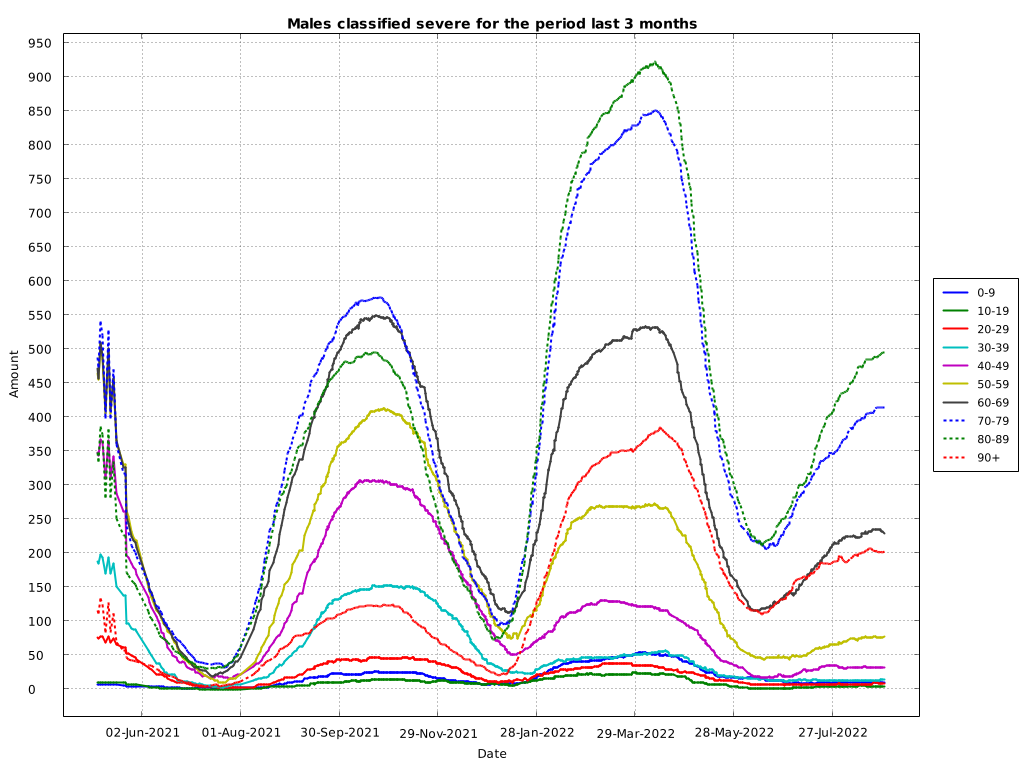 Males classified severe for the period last 3 months
950
900
850
800
750
700
650
600
550
500
450
400
350
300
250
200
150
100
50
0
Amount
02-Jun-2021
01-Aug-2021
30-Sep-2021
29-Nov-2021
28-Jan-2022
29-Mar-2022
28-May-2022
27-Jul-2022
Date
0-9
10-19
20-29
30-39
40-49
50-59
60-69
70-79
80-89
90+